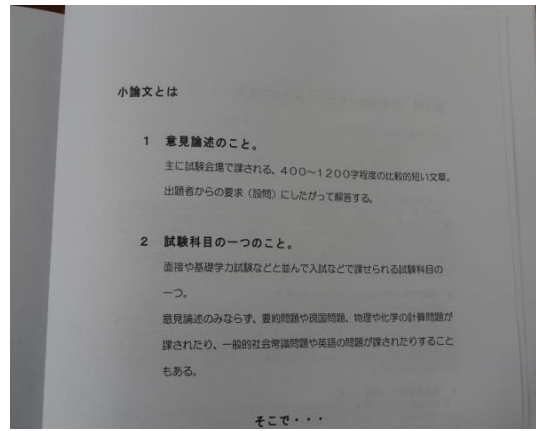 小論文とは
1 意見論述のこと。
主に試験会場で課される、400〜1200字程度の比較的短い文章。
出題者からの要求（設問）にしたがって解答する。
2 試験科目の一つのこと。
面接や基礎学力試験などと並んで入試などで課せられる試験科目の
一つ。
意見論述のみならず、要約問題や現国問題、物理や化学の計算問題が
課されたり、一般的社会常識問題や英語の問題が課されたりすること
もある。
そこで・・・